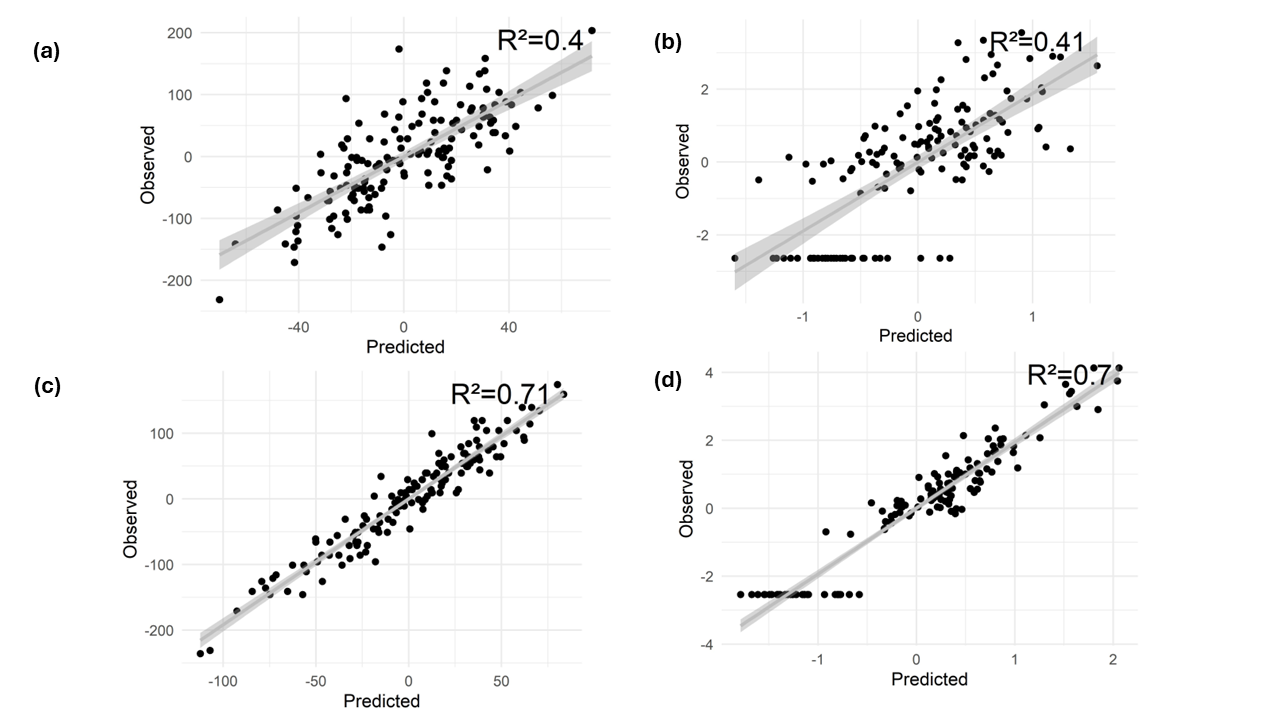 (a)
R²=0.4
200
100
0
-100
-200
Observed
-40
0
40
Predicted
(b)
R²=0.41
2
0
-2
Observed
-1
0
1
Predicted
(c)
R²=0.71
100
0
-100
-200
Observed
-100
-50
0
50
Predicted
(d)
R²=0.7
4
2
0
-2
-4
Observed
-1
0
1
2
Predicted